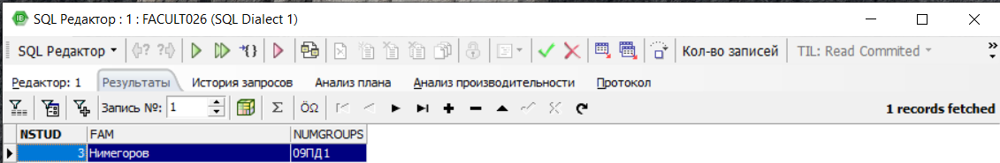 SQL Редактор : 1 : FACULT026 (SQL Dialect 1)
SQL Редактор Кол-во записей TIL: Read Commited
Редактор: 1 Результаты История запросов Анализ плана Анализ производительности Протокол
Запись №: 1 Σ ÖΩ 1 records fetched
NSTUD FAM NUMGROUPS
3 Нимегоров 09ПД1